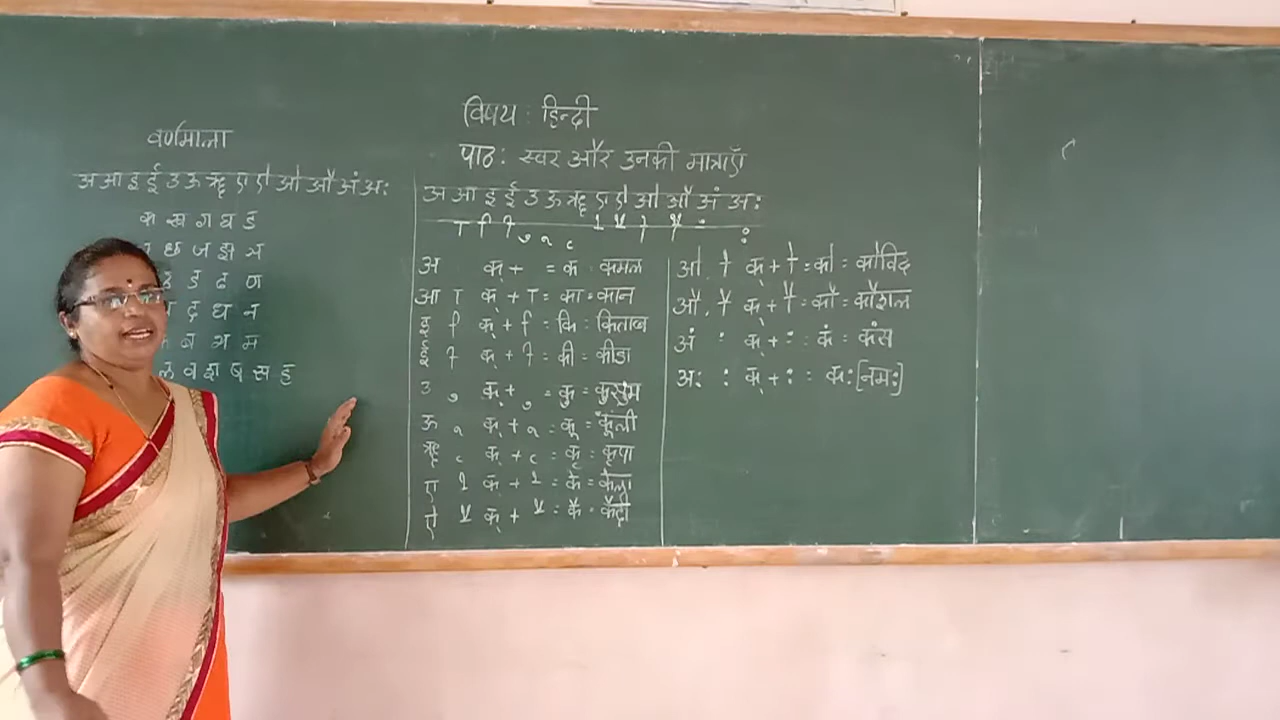 विषय : हिन्दी
पाठ : स्वर और उनकी मात्राएँ
वर्णमाला
अ आ इ ई उ ऊ ऋ ए ऐ ओ औ अं अः
क ख ग घ ङ
छ ज झ ञ
ड ढ ण
द ध न
ब भ म
ल व श ष स ह
अ आ इ ई उ ऊ ऋ ए ऐ ओ औ अं अः
ा ि ी ु ू ृ े ै ो ौ ं ः
अ क् + = क = कमल
आ ा क् + ा = का = कान
इ ि क् + ि = कि = किताब
ई ी क् + ी = की = कीडा
उ ु क् + ु = कु = कुसुम
ऊ ू क् + ू = कू = कूली
ऋ ृ क् + ृ = कृ = कृपा
ए े क् + े = के = केला
ऐ ै क् + ै = कै = कैदी
ओ ो क् + ो = को = कोविद
औ ौ क् + ौ = कौ = कौशल
अं ं क् + ं = कं = कंस
अः ः क् + ः = कः [नमः]